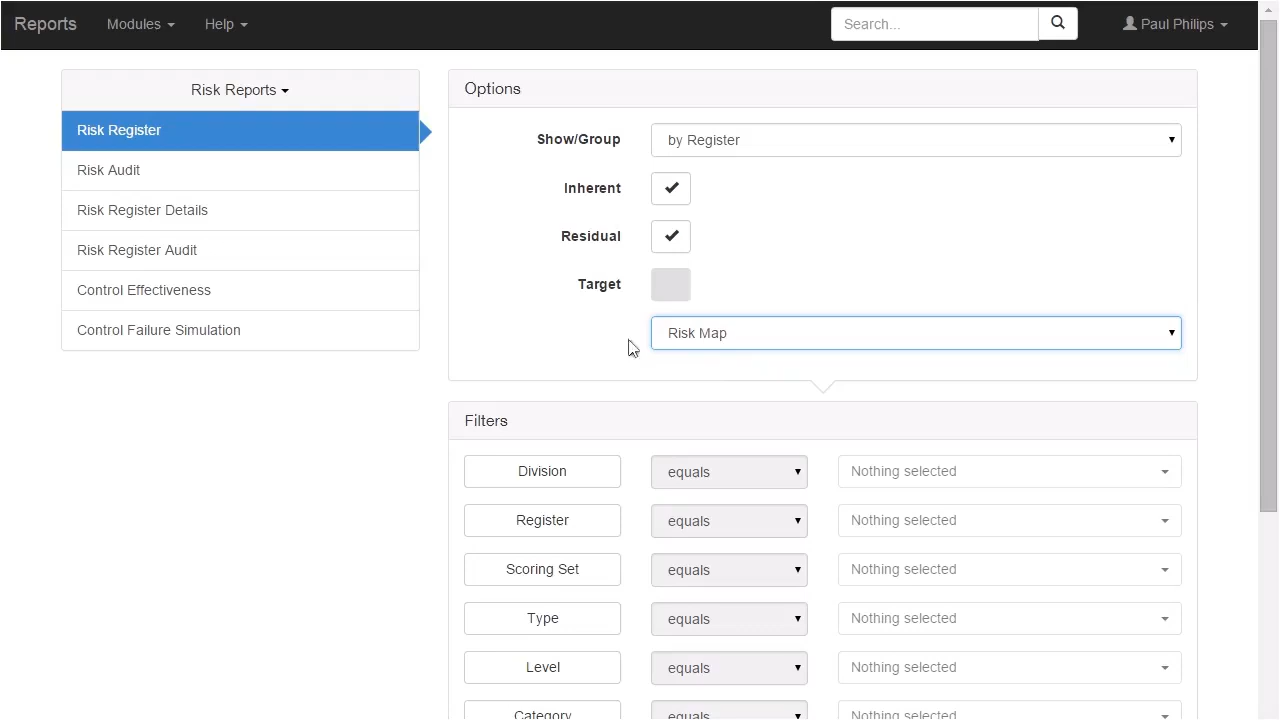 Reports Modules Help Search... Paul Philips
Risk Reports
Risk Register
Risk Audit
Risk Register Details
Risk Register Audit
Control Effectiveness
Control Failure Simulation
Options
Show/Group by Register
Inherent
Residual
Target
Risk Map
Filters
Division equals Nothing selected
Register equals Nothing selected
Scoring Set equals Nothing selected
Type equals Nothing selected
Level equals Nothing selected
Category equals Nothing selected